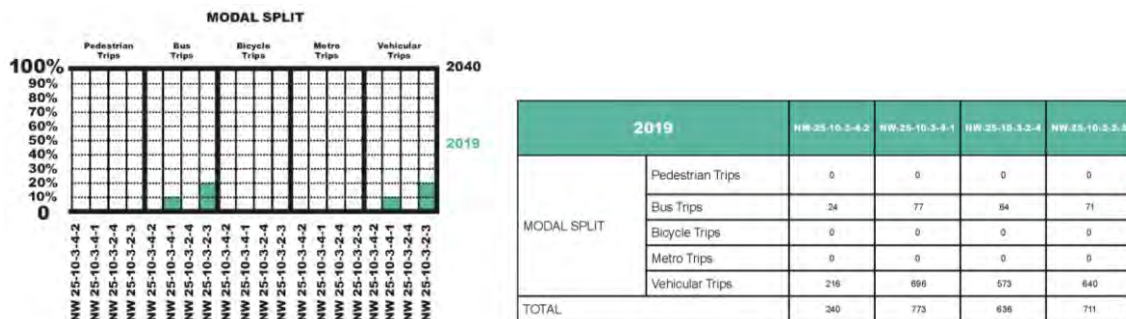 MODAL SPLIT
Pedestrian Trips Bus Trips Bicycle Trips Metro Trips Vehicular Trips
100% 2040
90%
80%
70%
60%
50% 2019
40%
30%
20%
10%
0
NW 25-10-3-4-2
NW 25-10-3-4-1
NW 25-10-3-2-4
NW 25-10-3-2-3
NW 25-10-3-4-2
NW 25-10-3-4-1
NW 25-10-3-2-4
NW 25-10-3-2-3
NW 25-10-3-4-2
NW 25-10-3-4-1
NW 25-10-3-2-4
NW 25-10-3-2-3
NW 25-10-3-4-2
NW 25-10-3-4-1
NW 25-10-3-2-4
NW 25-10-3-2-3
NW 25-10-3-4-2
NW 25-10-3-4-1
NW 25-10-3-2-4
NW 25-10-3-2-3
2019 NW-25-10-3-4-2 NW-25-10-3-4-1 NW-25-10-3-2-4 NW-25-10-3-2-3
MODAL SPLIT
Pedestrian Trips 0 0 0 0
Bus Trips 24 77 64 71
Bicycle Trips 0 0 0 0
Metro Trips 0 0 0 0
Vehicular Trips 216 696 573 640
TOTAL 240 773 636 711